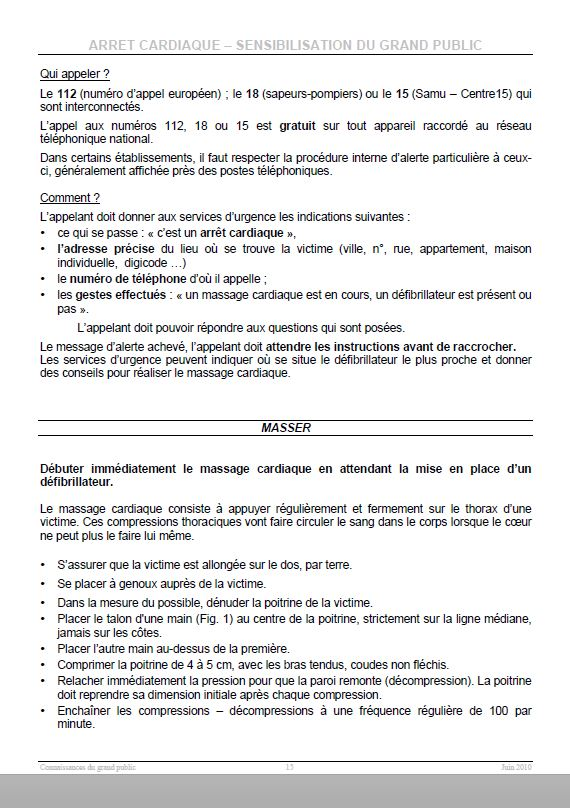 ARRET CARDIAQUE – SENSIBILISATION DU GRAND PUBLIC
Qui appeler ?
Le 112 (numéro d'appel européen) ; le 18 (sapeurs-pompiers) ou le 15 (Samu – Centre15) qui
sont interconnectés.
L'appel aux numéros 112, 18 ou 15 est gratuit sur tout appareil raccordé au réseau
téléphonique national.
Dans certains établissements, il faut respecter la procédure interne d'alerte particulière à ceux-
ci, généralement affichée près des postes téléphoniques.
Comment ?
L'appelant doit donner aux services d'urgence les indications suivantes :
• ce qui se passe : « c'est un arrêt cardiaque »,
• l'adresse précise du lieu où se trouve la victime (ville, n°, rue, appartement, maison
individuelle, digicode …)
• le numéro de téléphone d'où il appelle ;
• les gestes effectués : « un massage cardiaque est en cours, un défibrillateur est présent ou
pas ».
L'appelant doit pouvoir répondre aux questions qui sont posées.
Le message d'alerte achevé, l'appelant doit attendre les instructions avant de raccrocher.
Les services d'urgence peuvent indiquer où se situe le défibrillateur le plus proche et donner
des conseils pour réaliser le massage cardiaque.
MASSER
Débuter immédiatement le massage cardiaque en attendant la mise en place d'un
défibrillateur.
Le massage cardiaque consiste à appuyer régulièrement et fermement sur le thorax d'une
victime. Ces compressions thoraciques vont faire circuler le sang dans le corps lorsque le cœur
ne peut plus le faire lui même.
• S'assurer que la victime est allongée sur le dos, par terre.
• Se placer à genoux auprès de la victime.
• Dans la mesure du possible, dénuder la poitrine de la victime.
• Placer le talon d'une main (Fig. 1) au centre de la poitrine, strictement sur la ligne médiane,
jamais sur les côtes.
• Placer l'autre main au-dessus de la première.
• Comprimer la poitrine de 4 à 5 cm, avec les bras tendus, coudes non fléchis.
• Relacher immédiatement la pression pour que la paroi remonte (décompression). La poitrine
doit reprendre sa dimension initiale après chaque compression.
• Enchaîner les compressions – décompressions à une fréquence régulière de 100 par
minute.
Connaissances du grand public 15 Juin 2010